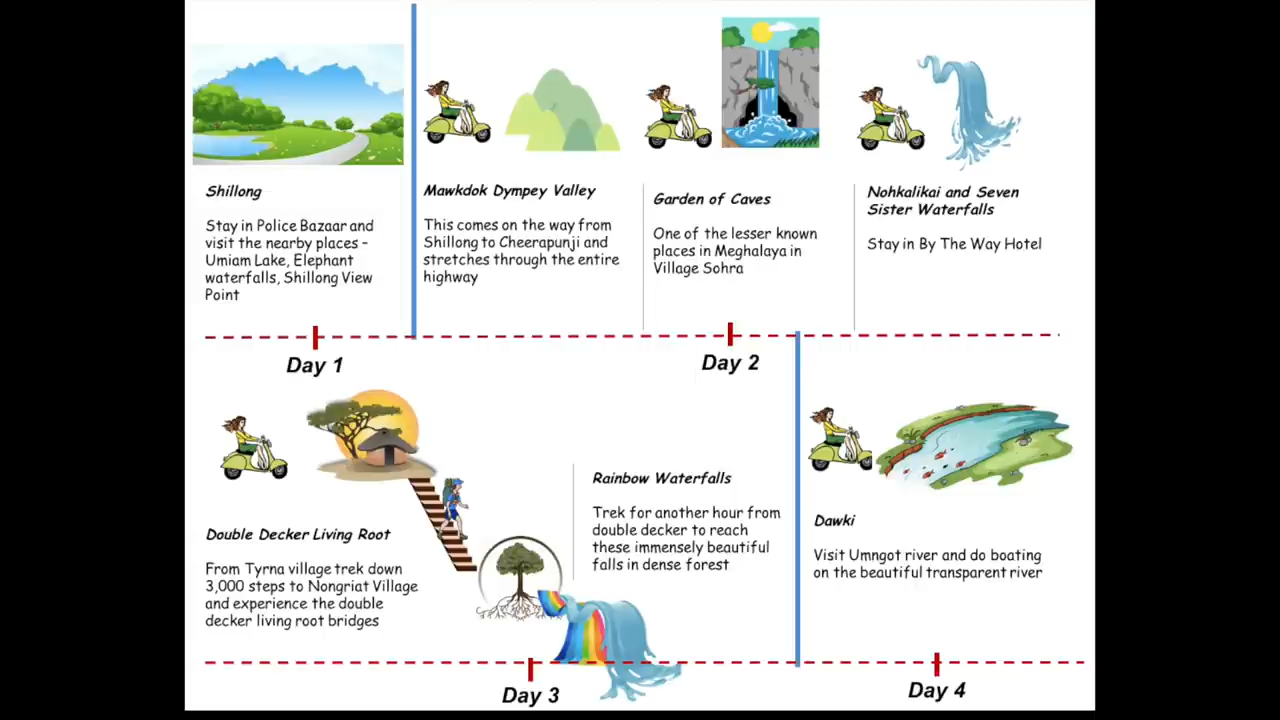 Shillong
Stay in Police Bazaar and
visit the nearby places –
Umiam Lake, Elephant
waterfalls, Shillong View
Point
Mawkdok Dympey Valley
This comes on the way from
Shillong to Cheerapunji and
stretches through the entire
highway
Garden of Caves
One of the lesser known
places in Meghalaya in
Village Sohra
Nohkalikai and Seven
Sister Waterfalls
Stay in By The Way Hotel
Day 1
Day 2
Double Decker Living Root
From Tyrna village trek down
3,000 steps to Nongriat Village
and experience the double
decker living root bridges
Rainbow Waterfalls
Trek for another hour from
double decker to reach
these immensely beautiful
falls in dense forest
Dawki
Visit Umngot river and do boating
on the beautiful transparent river
Day 3
Day 4